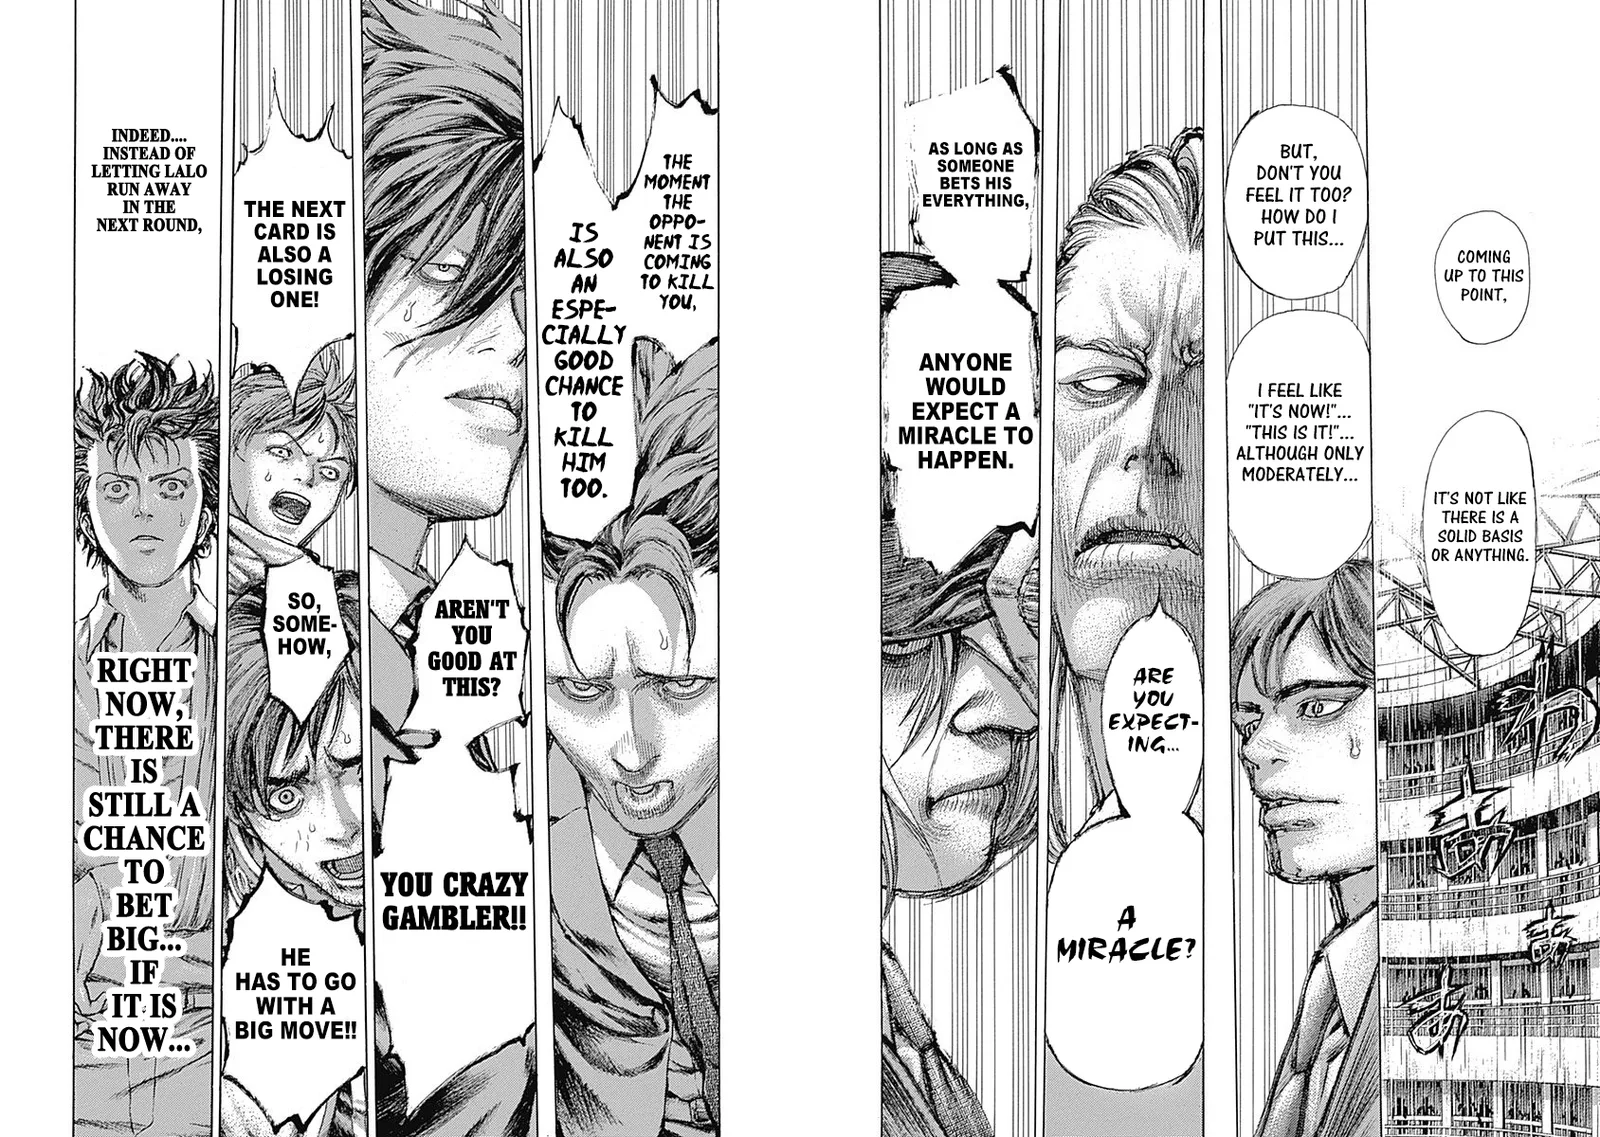 COMING
UP TO THIS
POINT,
IT'S NOT LIKE
THERE IS A
SOLID BASIS
OR ANYTHING.
わ
あ
あ
BUT,
DON'T YOU
FEEL IT TOO?
HOW DO I
PUT THIS...
I FEEL LIKE
"IT'S NOW!"...
"THIS IS IT!"...
ALTHOUGH ONLY
MODERATELY...
ARE
YOU
EXPECT-
ING...
A
MIRACLE?
AS LONG AS
SOMEONE
BETS HIS
EVERYTHING,
ANYONE
WOULD
EXPECT A
MIRACLE TO
HAPPEN.
THE
MOMENT
THE
OPPO-
NENT IS
COMING
TO KILL
YOU,
IS
ALSO
AN
ESPE-
CIALLY
GOOD
CHANCE
TO
KILL
HIM
TOO.
AREN'T
YOU
GOOD AT
THIS?
YOU CRAZY
GAMBLER!!
THE NEXT
CARD IS
ALSO A
LOSING
ONE!
SO,
SOME-
HOW,
HE
HAS TO GO
WITH A
BIG MOVE!!
INDEED....
INSTEAD OF
LETTING LALO
RUN AWAY
IN THE
NEXT ROUND,
RIGHT
NOW,
THERE
IS
STILL A
CHANCE
TO
BET
BIG...
IF
IT IS
NOW...